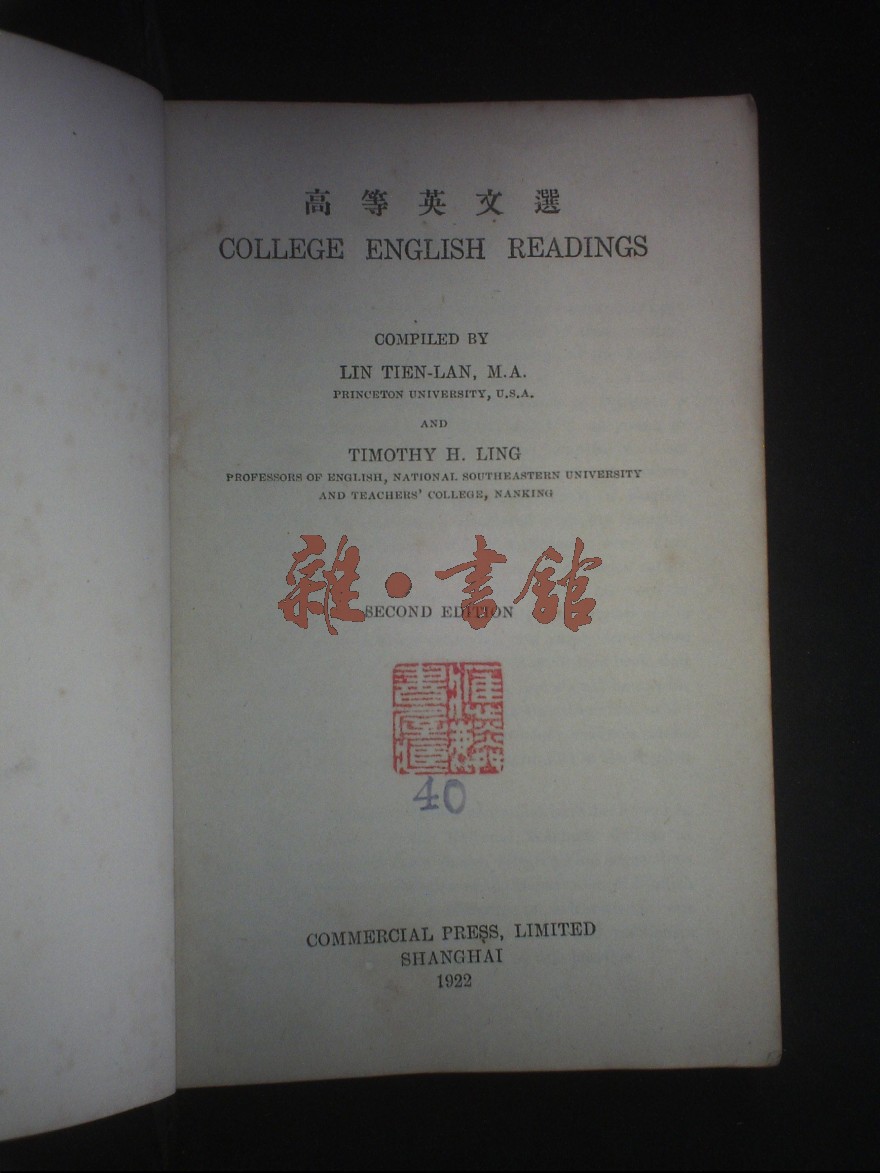 高等英文選
COLLEGE ENGLISH READINGS
COMPILED BY
LIN TIEN-LAN, M.A.
PRINCETON UNIVERSITY, U.S.A.
AND
TIMOTHY H. LING
PROFESSORS OF ENGLISH, NATIONAL SOUTHEASTERN UNIVERSITY
AND TEACHERS' COLLEGE, NANKING
雜·書館
SECOND EDITION
40
COMMERCIAL PRESS, LIMITED
SHANGHAI
1922